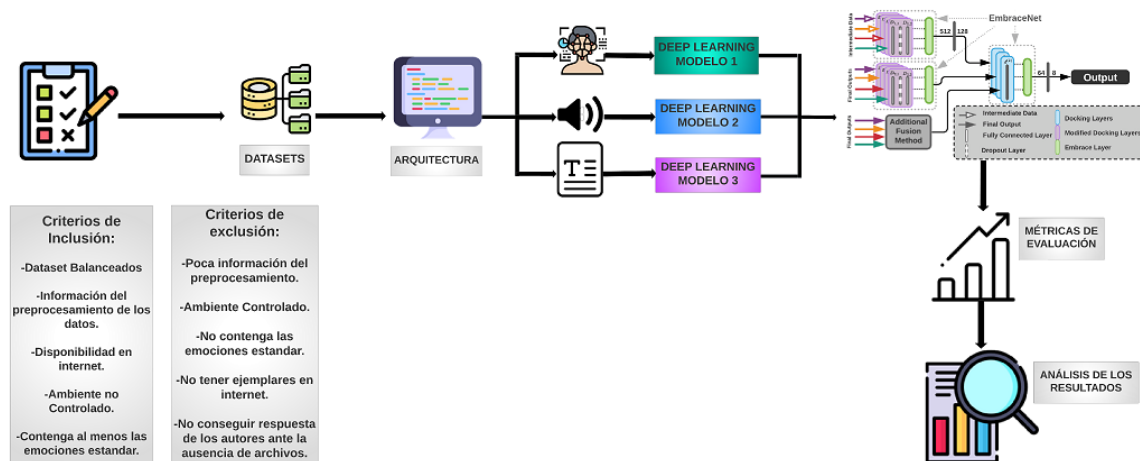 DATASETS
ARQUITECTURA
DEEP LEARNING
MODELO 1
DEEP LEARNING
MODELO 2
T
DEEP LEARNING
MODELO 3
EmbraceNet
Intermediate Data
512
128
Final Outputs
64
8
Output
Final Outputs
Additional
Fusion
Method
Intermediate Data
Final Output
Fully Connected Layer
Dropout Layer
Docking Layers
Modified Docking Layers
Embrace Layer
MÉTRICAS DE
EVALUACIÓN
ANÁLISIS DE LOS
RESULTADOS
Criterios de
Inclusión:
-Dataset Balanceados
-Información del
preprocesamiento de los
datos.
-Disponibilidad en
internet.
-Ambiente no
Controlado.
-Contenga al menos las
emociones estandar.
Criterios de
exclusión:
-Poca información del
preprocesamiento.
-Ambiente Controlado.
-No contenga las
emociones estandar.
-No tener ejemplares en
internet.
-No conseguir respuesta
de los autores ante la
ausencia de archivos.